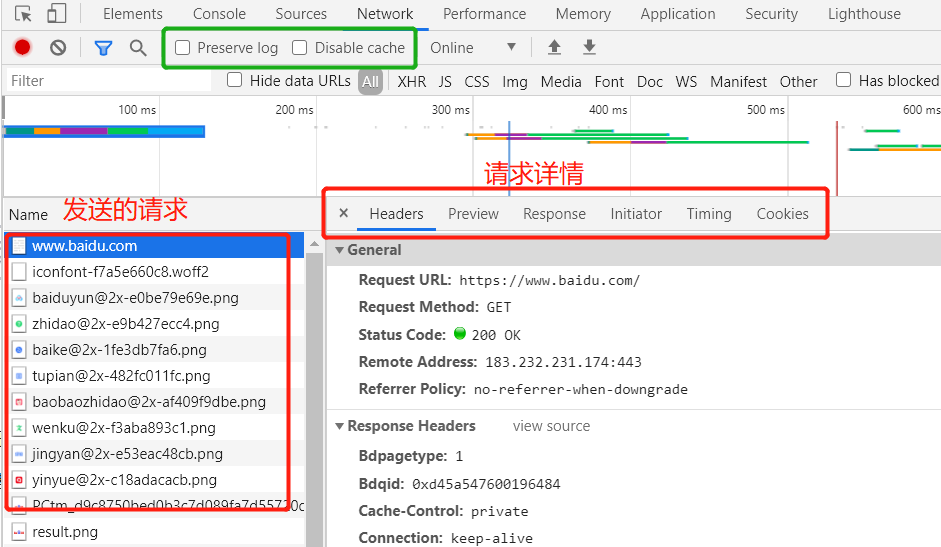 Elements Console Sources Network Performance Memory Application Security Lighthouse
Preserve log Disable cache Online
Filter Hide data URLs All XHR JS CSS Img Media Font Doc WS Manifest Other Has blocked
100 ms 200 ms 300 ms 400 ms 500 ms 600 ms
请求详情
Name 发送的请求
× Headers Preview Response Initiator Timing Cookies
www.baidu.com
iconfont-f7a5e660c8.woff2
baiduyun@2x-e0be79e69e.png
zhidao@2x-e9b427ecc4.png
baike@2x-1fe3db7fa6.png
tupian@2x-482fc011fc.png
baobaozhidao@2x-af409f9dbe.png
wenku@2x-f3aba893c1.png
jingyan@2x-e53eac48cb.png
yinyue@2x-c18adacacb.png
result.png
General
Request URL: https://www.baidu.com/
Request Method: GET
Status Code: 200 OK
Remote Address: 183.232.231.174:443
Referrer Policy: no-referrer-when-downgrade
Response Headers view source
Bdpagetype: 1
Bdqid: 0xd45a547600196484
Cache-Control: private
Connection: keep-alive